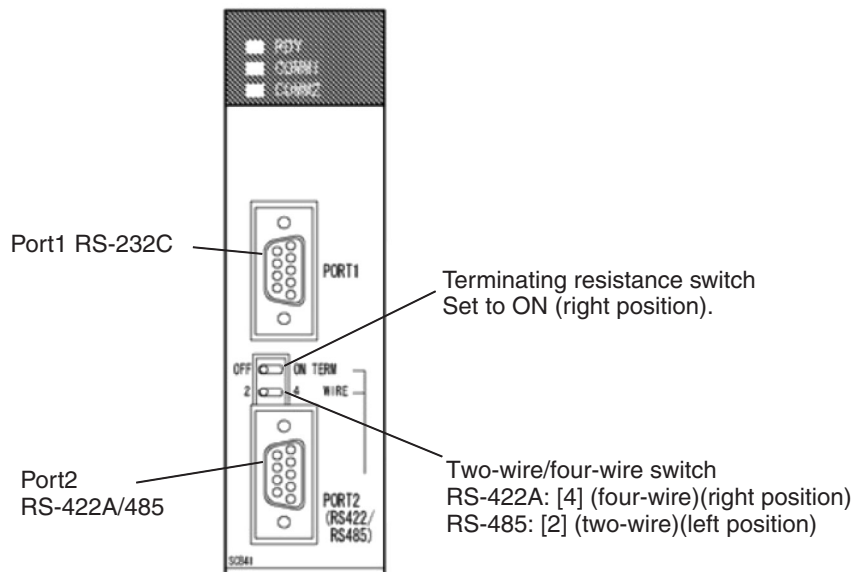 RDY
COMM1
COMM2
Port1 RS-232C
PORT1
Terminating resistance switch
Set to ON (right position).
OFF ON TERM
2 4 WIRE
Port2
RS-422A/485
PORT2
(RS422/
RS485)
Two-wire/four-wire switch
RS-422A: [4] (four-wire)(right position)
RS-485: [2] (two-wire)(left position)
SCB41